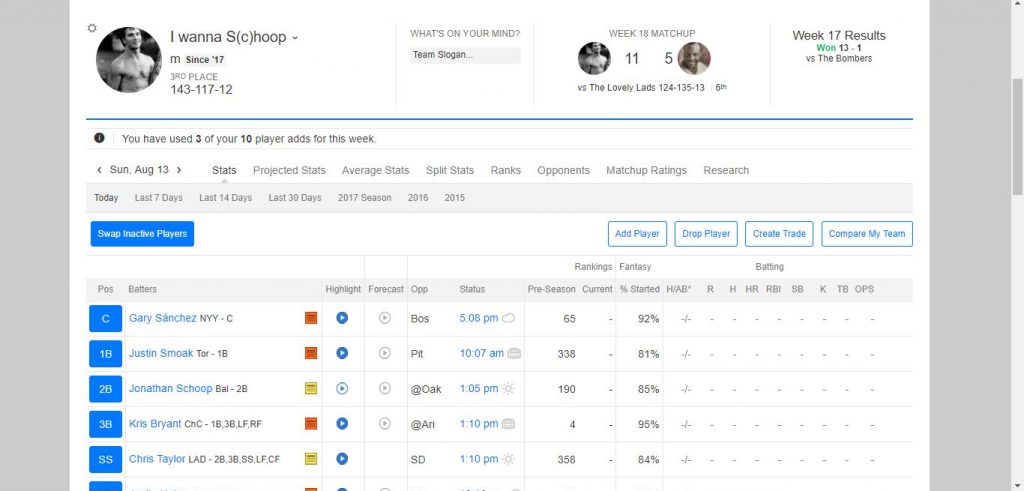 I wanna S(c)hoop
m Since '17
3RD PLACE
143-117-12
WHAT'S ON YOUR MIND?
Team Slogan...
WEEK 18 MATCHUP
11 5
vs The Lovely Lads 124-135-13 6th
Week 17 Results
Won 13 - 1
vs The Bombers
You have used 3 of your 10 player adds for this week.
Sun, Aug 13 Stats Projected Stats Average Stats Split Stats Ranks Opponents Matchup Ratings Research
Today Last 7 Days Last 14 Days Last 30 Days 2017 Season 2016 2015
Swap Inactive Players Add Player Drop Player Create Trade Compare My Team
Rankings Fantasy Batting
Pos Batters Highlight Forecast Opp Status Pre-Season Current % Started H/AB* R H HR RBI SB K TB OPS
C Gary Sánchez NYY - C Bos 5:08 pm 65 - 92% -/- - - - - - - - -
1B Justin Smoak Tor - 1B Pit 10:07 am 338 - 81% -/- - - - - - - - -
2B Jonathan Schoop Bal - 2B @Oak 1:05 pm 190 - 85% -/- - - - - - - - -
3B Kris Bryant ChC - 1B,3B,LF,RF @Ari 1:10 pm 4 - 95% -/- - - - - - - - -
SS Chris Taylor LAD - 2B,3B,SS,LF,CF SD 1:10 pm 358 - 84% -/- - - - - - - - -